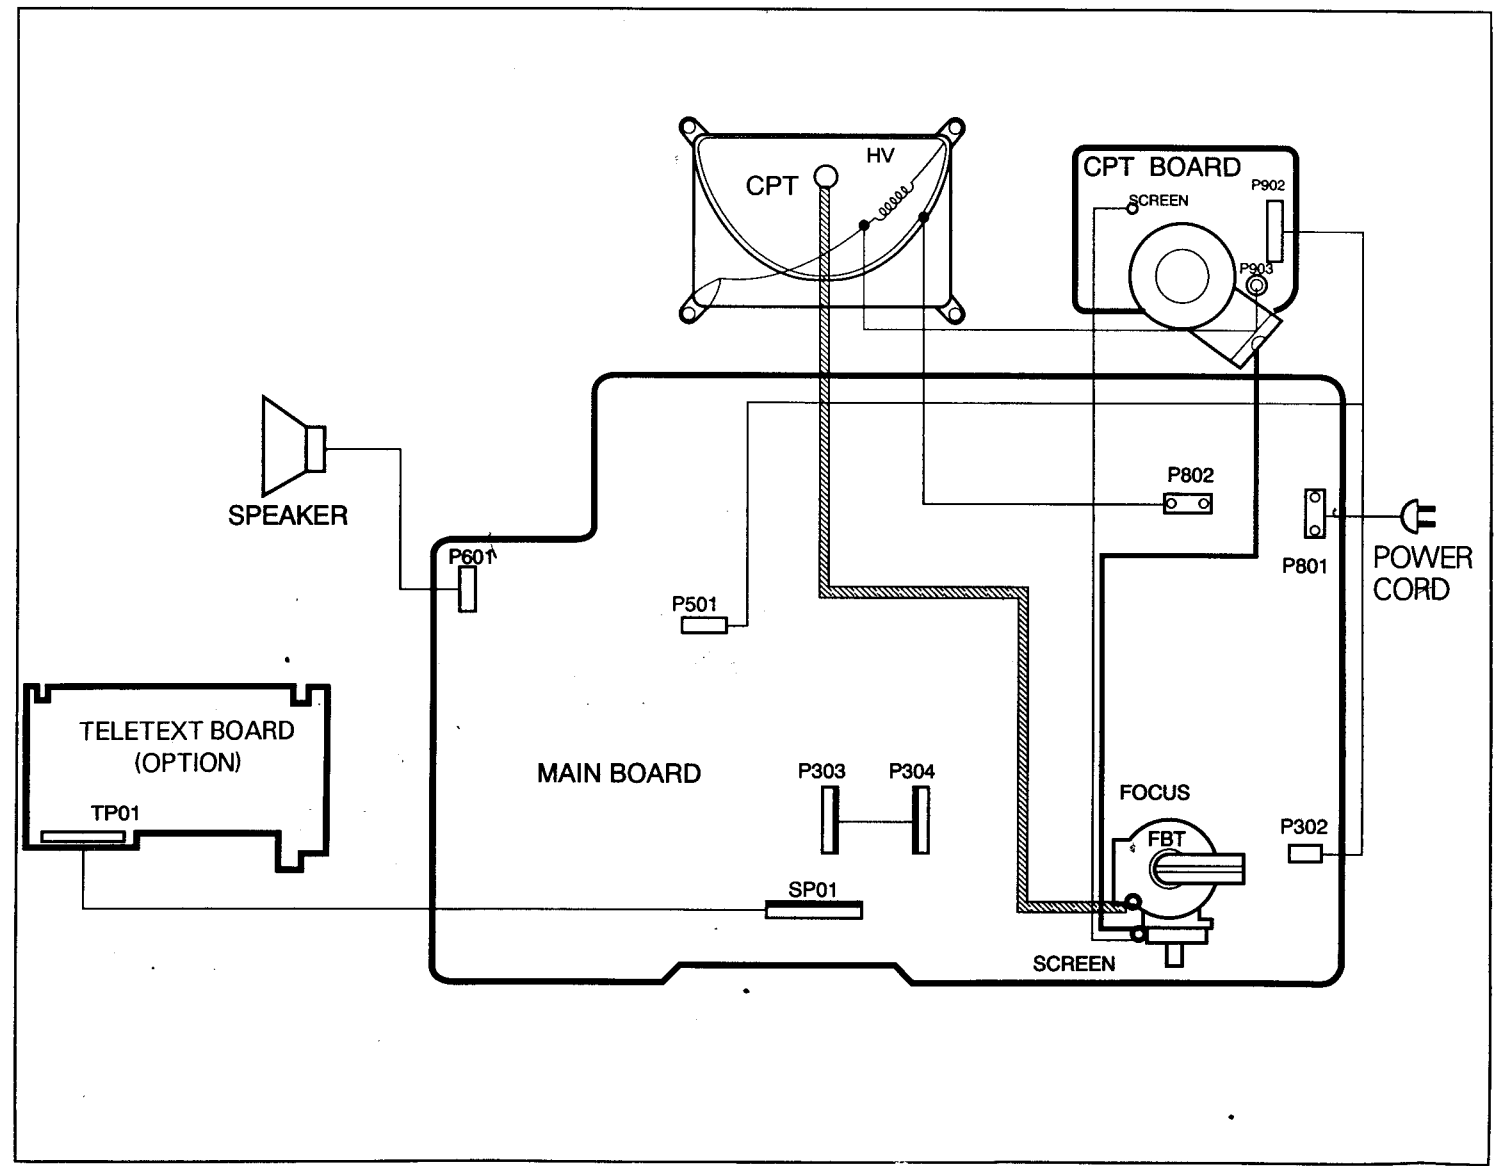 HV
CPT
CPT BOARD
P902
SCREEN
P903
P802
SPEAKER
P601
P801
POWER
CORD
P501
TELETEXT BOARD
(OPTION)
TP01
MAIN BOARD
P303
P304
FOCUS
FBT
P302
SP01
SCREEN